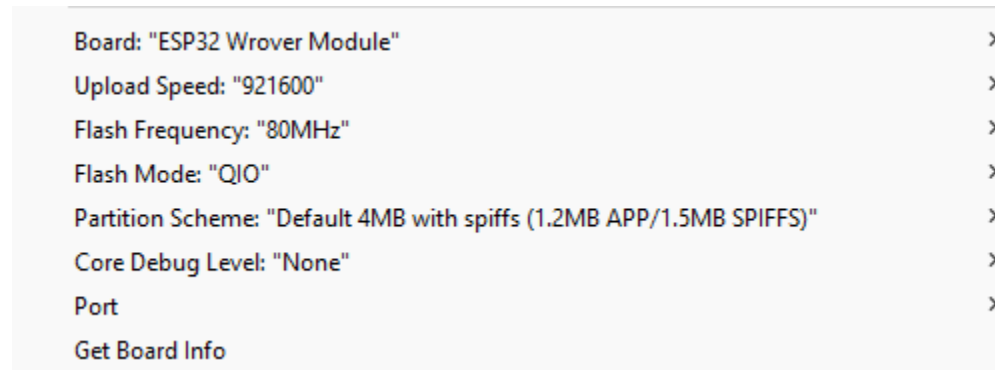 Board: "ESP32 Wrover Module"
Upload Speed: "921600"
Flash Frequency: "80MHz"
Flash Mode: "QIO"
Partition Scheme: "Default 4MB with spiffs (1.2MB APP/1.5MB SPIFFS)"
Core Debug Level: "None"
Port
Get Board Info